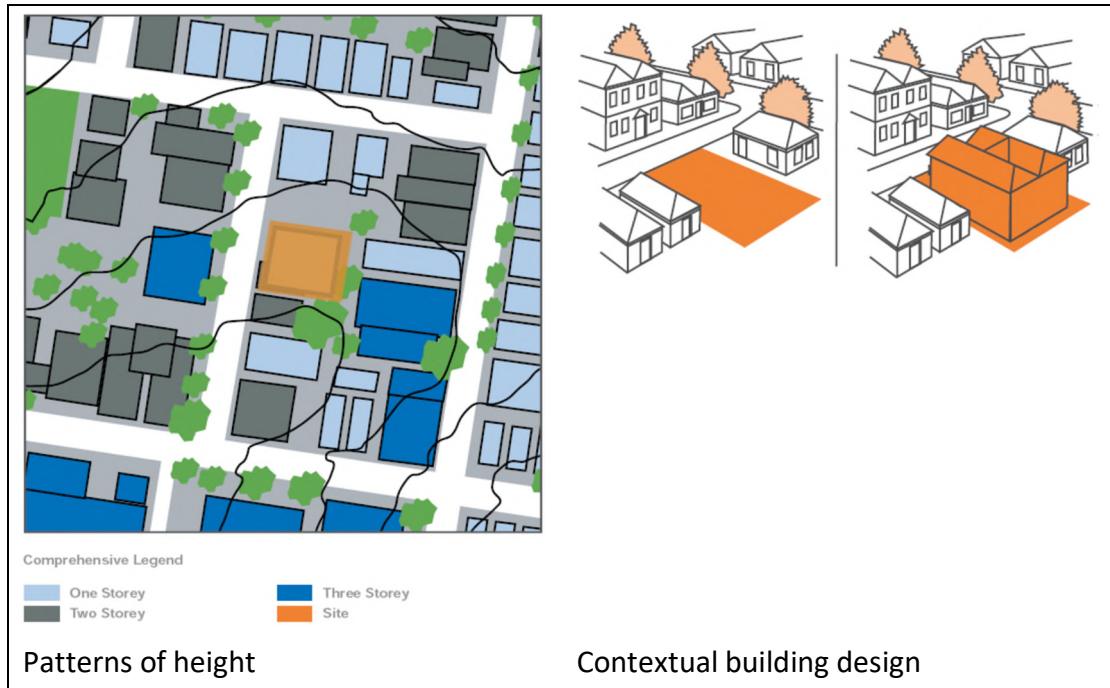 Comprehensive Legend
One Storey
Three Storey
Two Storey
Site
Patterns of height
Contextual building design